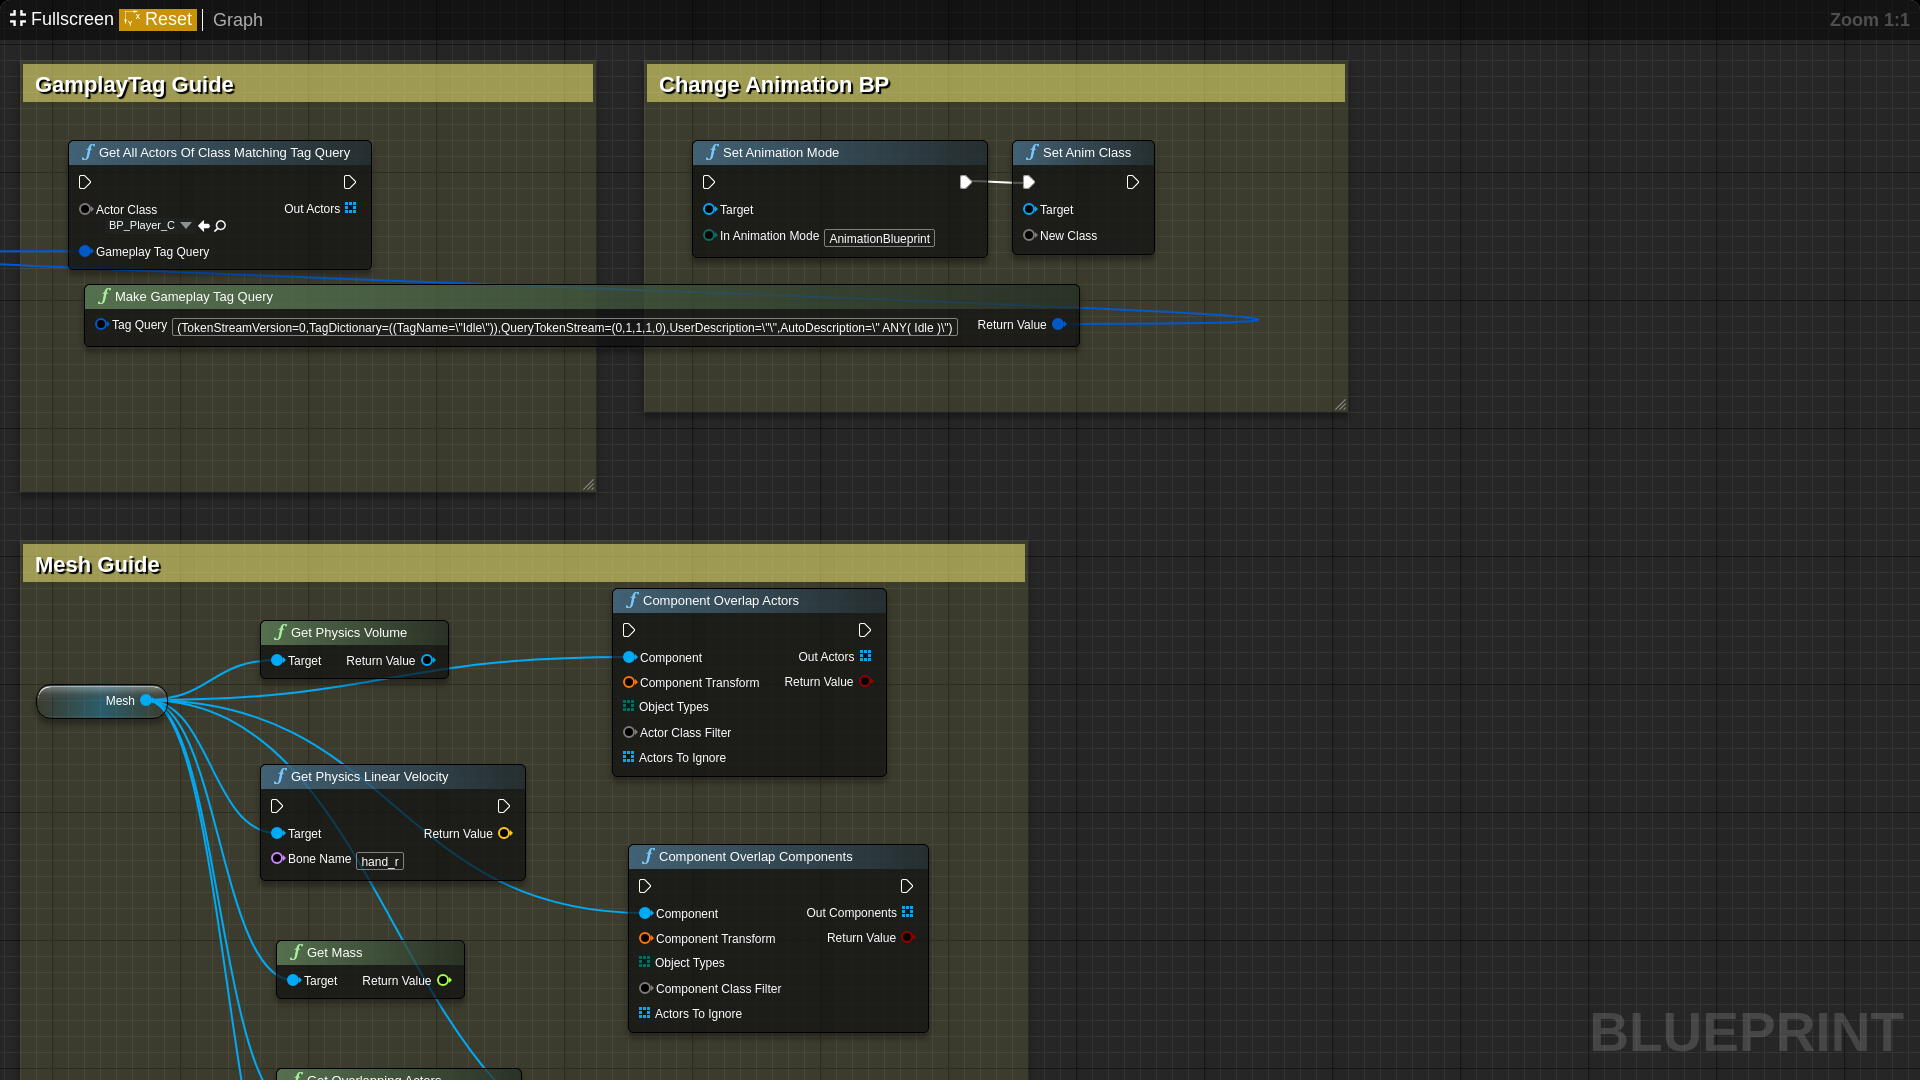 Fullscreen Reset Graph Zoom 1:1
GamplayTag Guide
Get All Actors Of Class Matching Tag Query
Actor Class Out Actors
BP_Player_C
Gameplay Tag Query
Make Gameplay Tag Query
Tag Query (TokenStreamVersion=0,TagDictionary=((TagName=\"Idle\")),QueryTokenStream=(0,1,1,1,0),UserDescription=\"\",AutoDescription=\" ANY( Idle )\") Return Value
Change Animation BP
Set Animation Mode
Target
In Animation Mode AnimationBlueprint
Set Anim Class
Target
New Class
Mesh Guide
Mesh
Get Physics Volume
Target Return Value
Get Physics Linear Velocity
Target Return Value
Bone Name hand_r
Get Mass
Target Return Value
Get Overlapping Actors
Component Overlap Actors
Component Out Actors
Component Transform Return Value
Object Types
Actor Class Filter
Actors To Ignore
Component Overlap Components
Component Out Components
Component Transform Return Value
Object Types
Component Class Filter
Actors To Ignore
BLUEPRINT